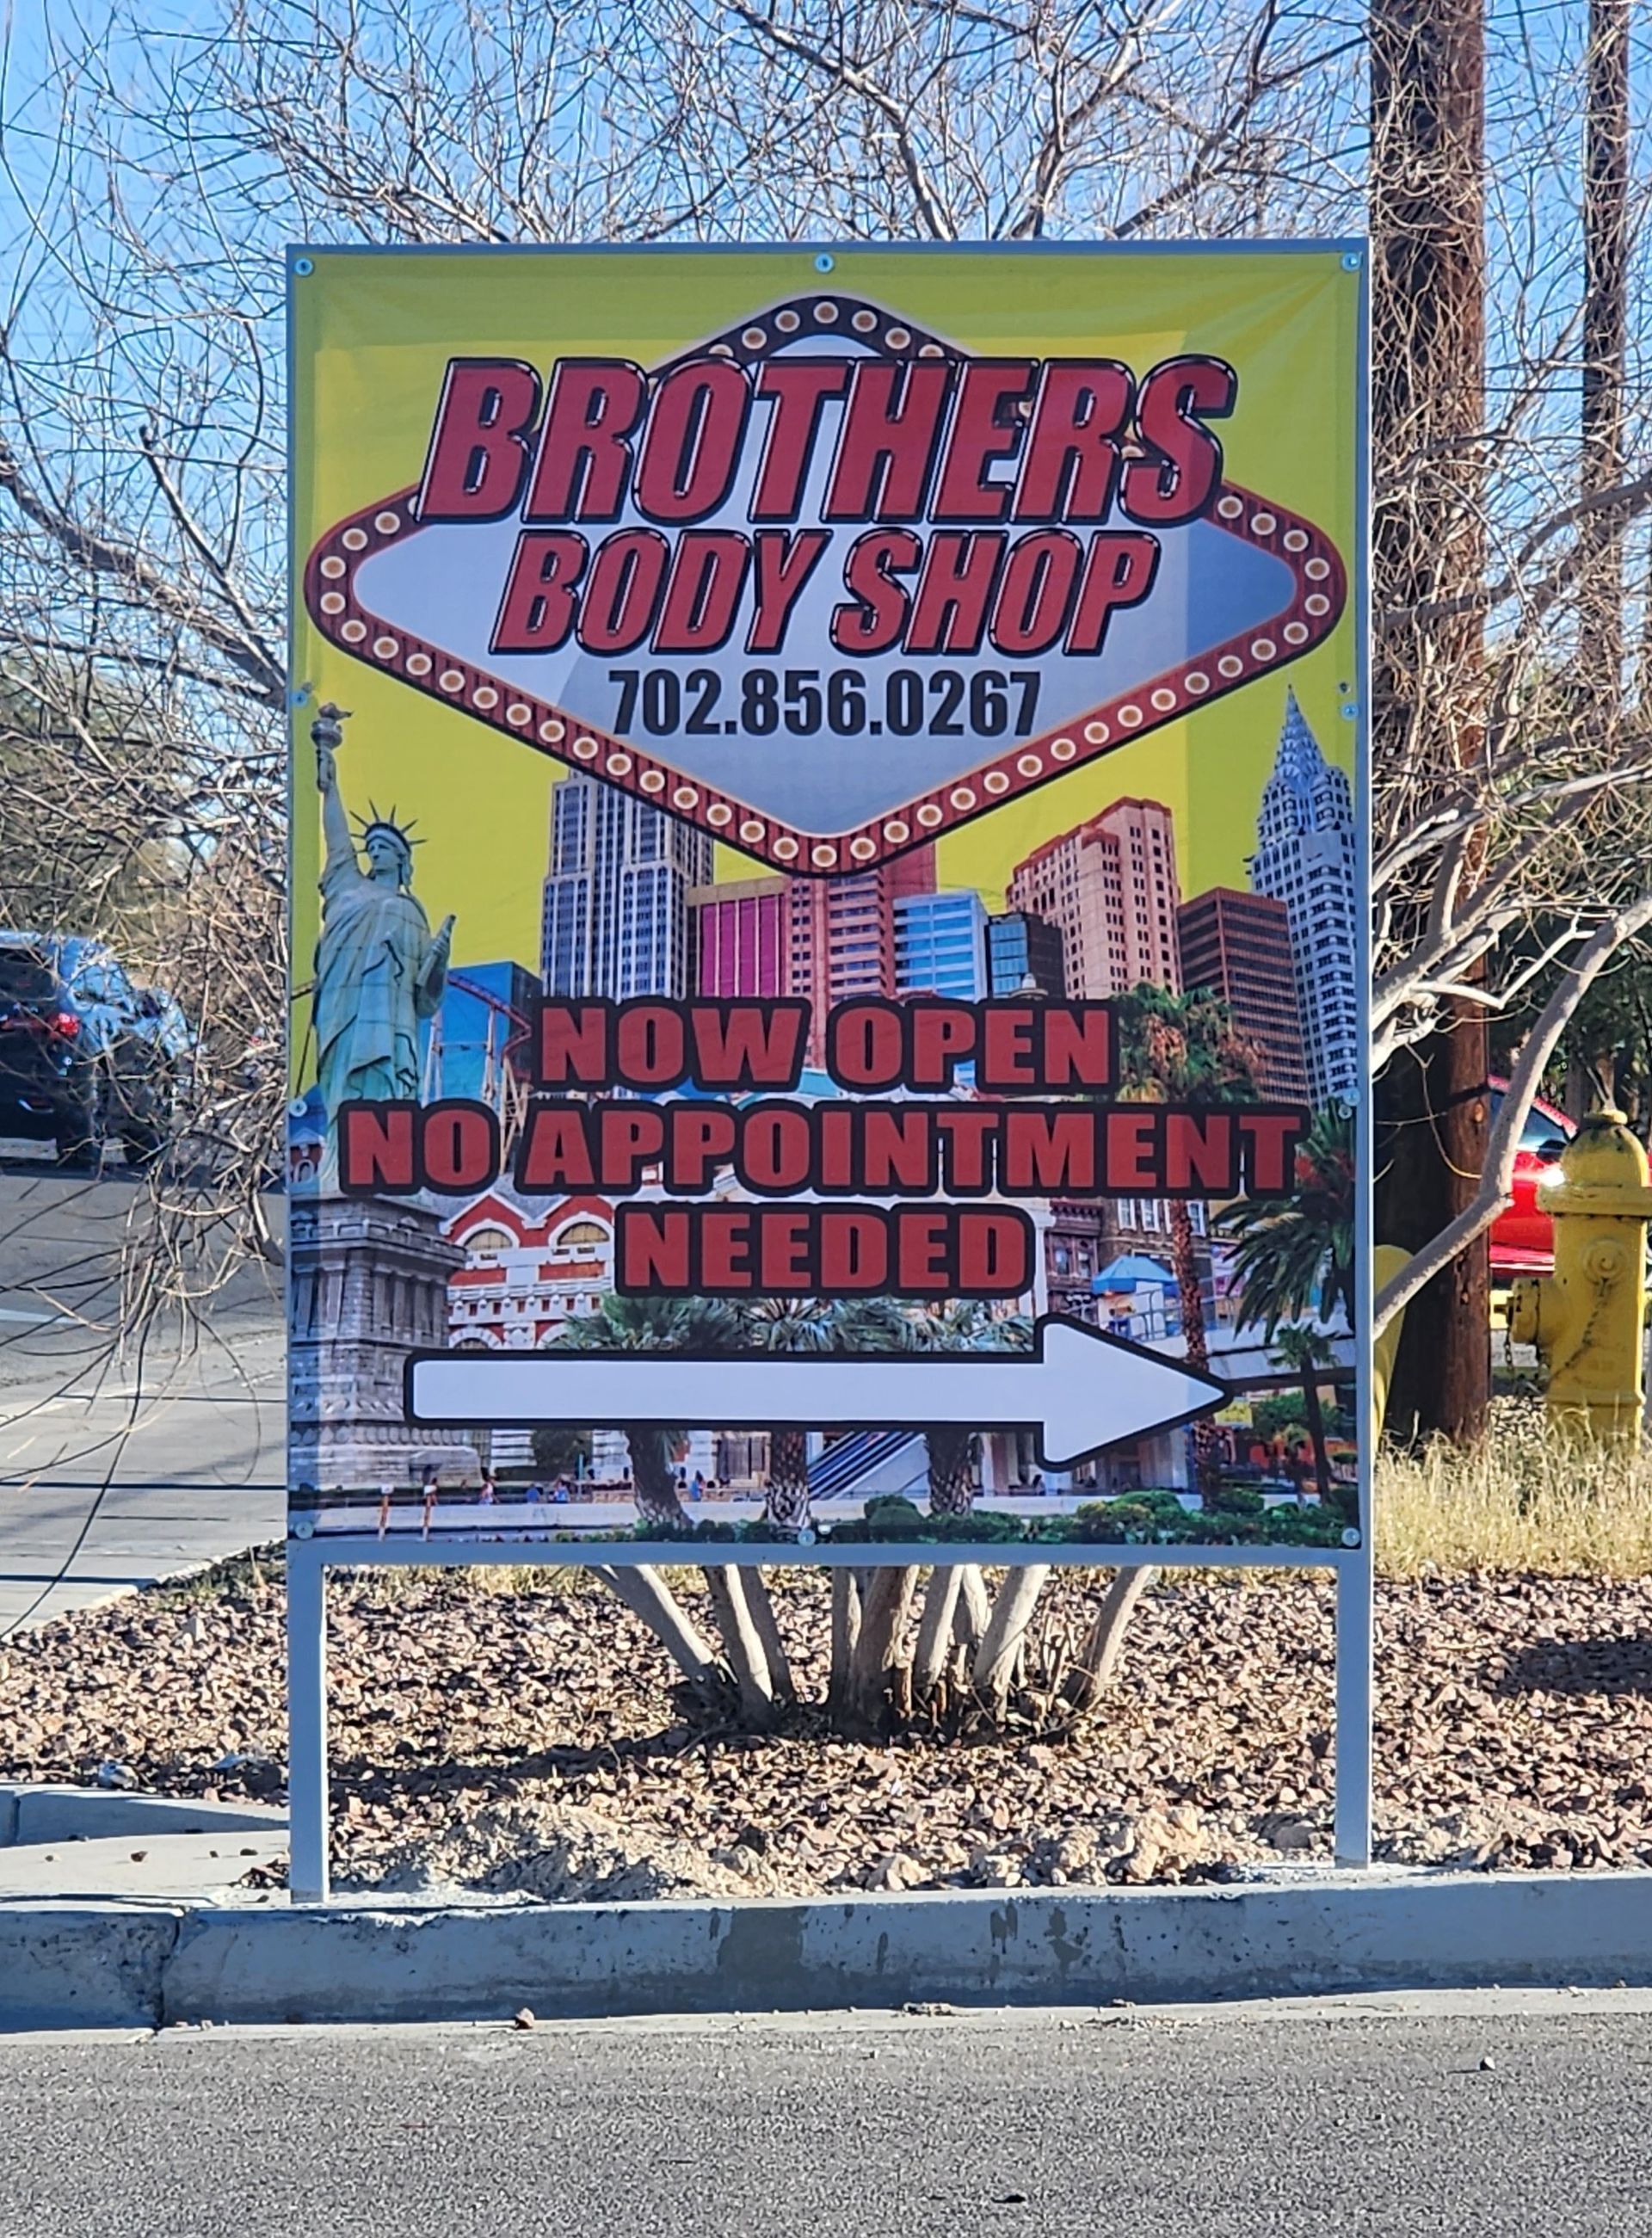 BROTHERS
BODY SHOP
702.856.0267
NOW OPEN
NO APPOINTMENT
NEEDED